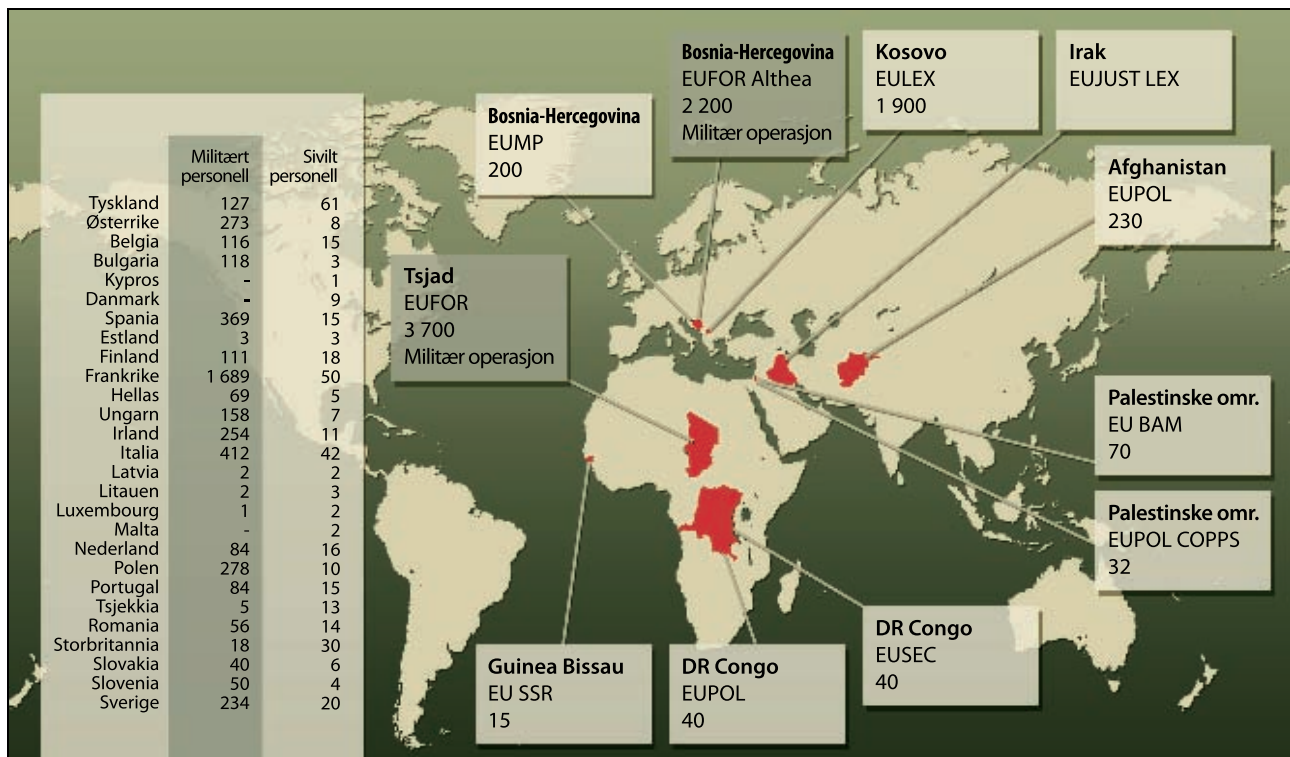 Militært personell Sivilt personell
Tyskland 127 61
Østerrike 273 8
Belgia 116 15
Bulgaria 118 3
Kypros - 1
Danmark - 9
Spania 369 15
Estland 3 3
Finland 111 18
Frankrike 1 689 50
Hellas 69 5
Ungarn 158 7
Irland 254 11
Italia 412 42
Latvia 2 2
Litauen 2 3
Luxembourg 1 2
Malta - 2
Nederland 84 16
Polen 278 10
Portugal 84 15
Tsjekkia 5 13
Romania 56 14
Storbritannia 18 30
Slovakia 40 6
Slovenia 50 4
Sverige 234 20
Bosnia-Hercegovina
EUMP
200
Bosnia-Hercegovina
EUFOR Althea
2 200
Militær operasjon
Kosovo
EULEX
1 900
Irak
EUJUST LEX
Afghanistan
EUPOL
230
Tsjad
EUFOR
3 700
Militær operasjon
Palestinske omr.
EU BAM
70
Palestinske omr.
EUPOL COPPS
32
DR Congo
EUSEC
40
Guinea Bissau
EU SSR
15
DR Congo
EUPOL
40